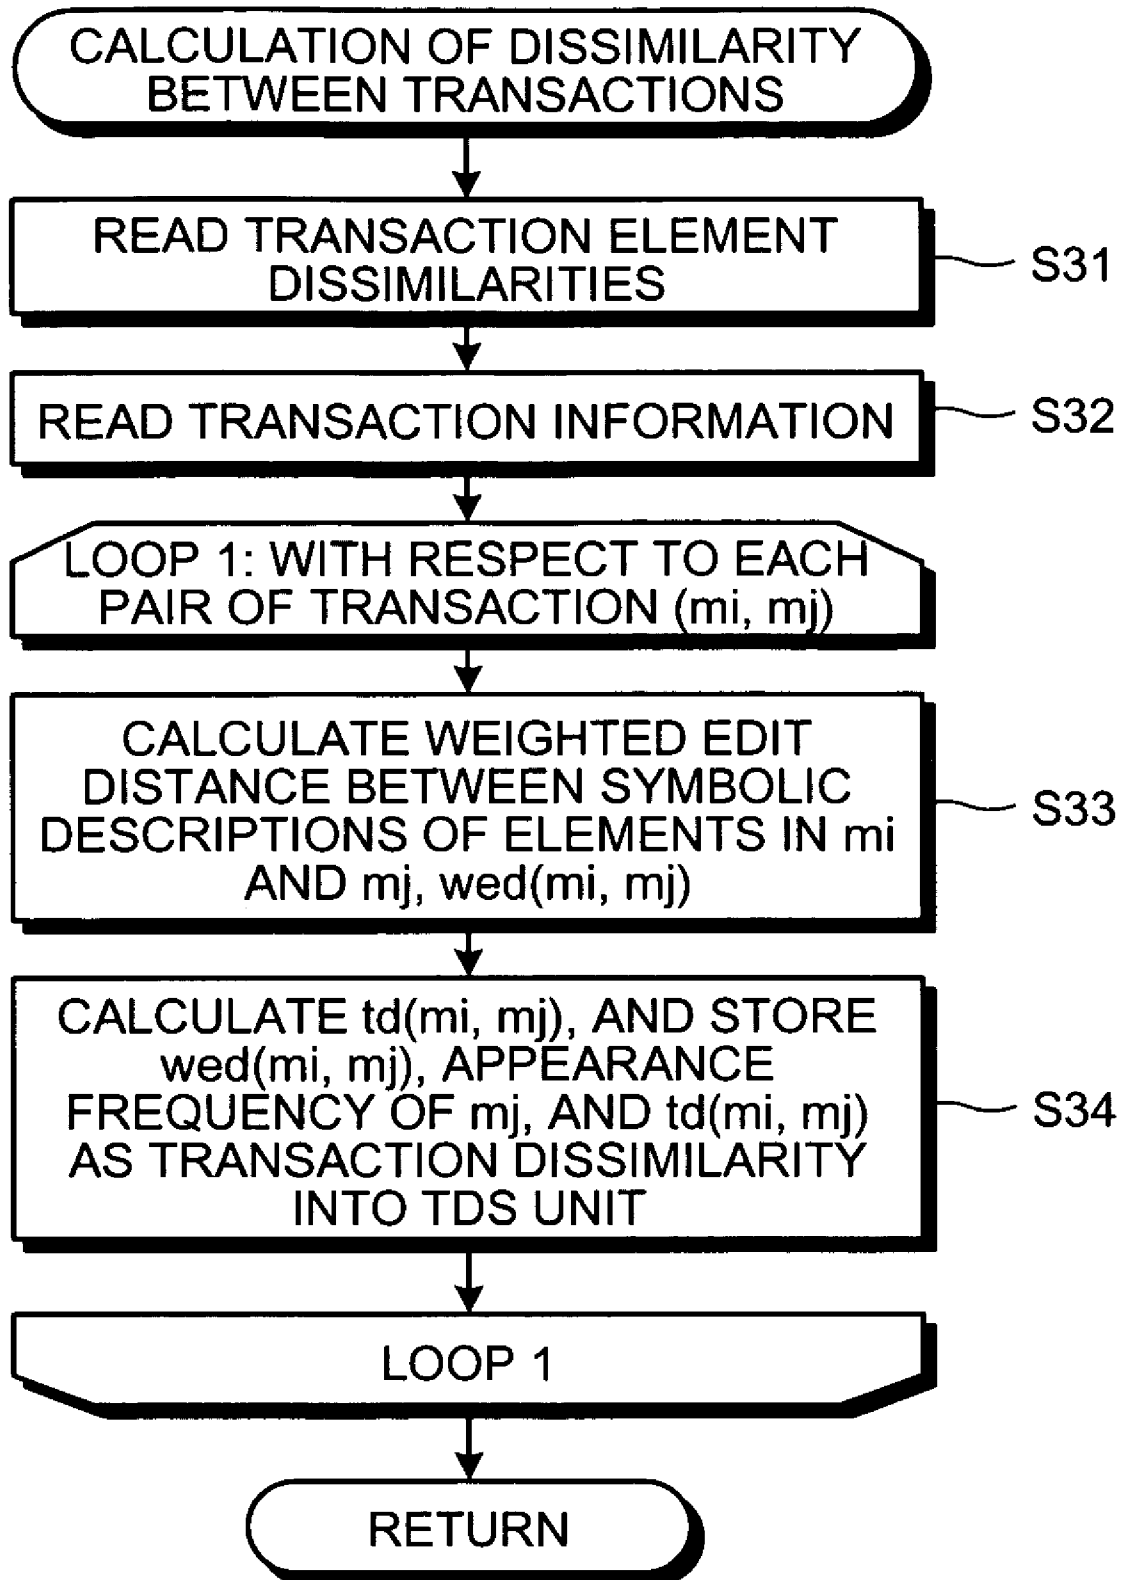 CALCULATION OF DISSIMILARITY
BETWEEN TRANSACTIONS
READ TRANSACTION ELEMENT
DISSIMILARITIES
S31
READ TRANSACTION INFORMATION
S32
LOOP 1: WITH RESPECT TO EACH
PAIR OF TRANSACTION (mi, mj)
CALCULATE WEIGHTED EDIT
DISTANCE BETWEEN SYMBOLIC
DESCRIPTIONS OF ELEMENTS IN mi
AND mj, wed(mi, mj)
S33
CALCULATE td(mi, mj), AND STORE
wed(mi, mj), APPEARANCE
FREQUENCY OF mj, AND td(mi, mj)
AS TRANSACTION DISSIMILARITY
INTO TDS UNIT
S34
LOOP 1
RETURN